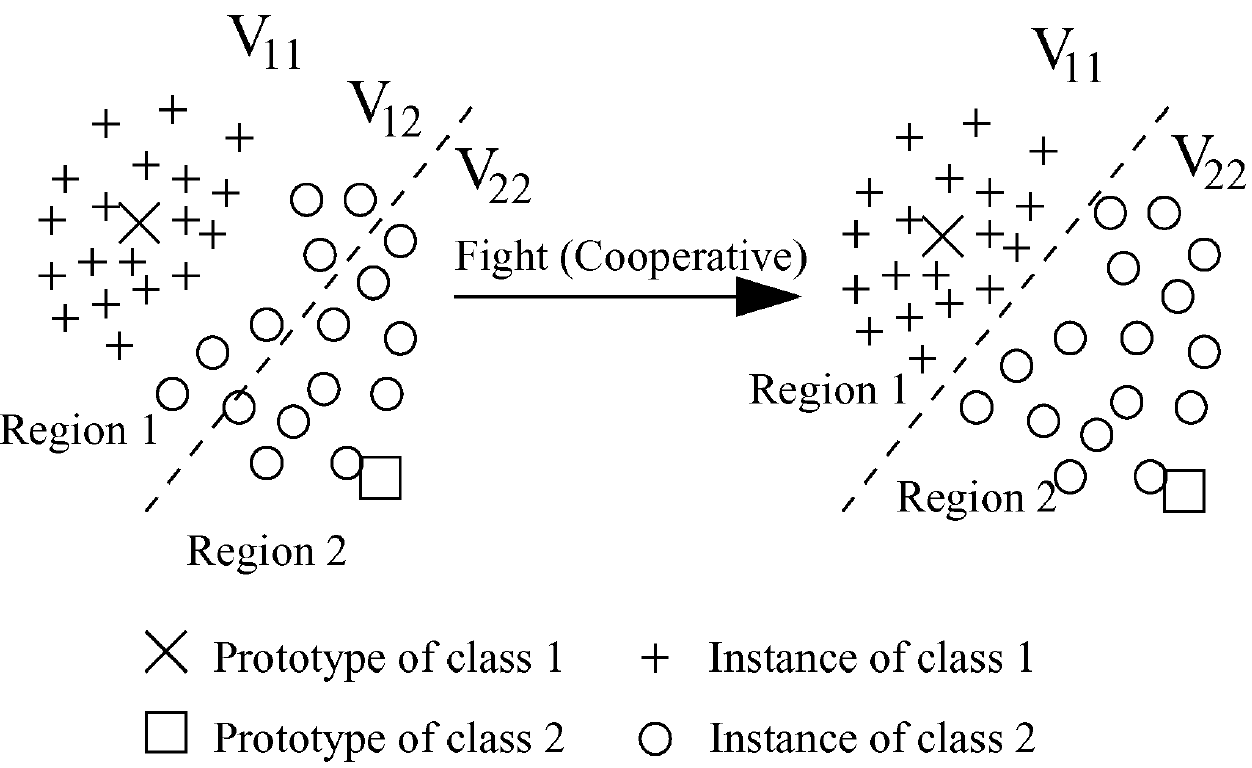 V11
V12
V22
Region 1
Region 2
Fight (Cooperative)
V11
V22
Region 1
Region 2
Prototype of class 1
Instance of class 1
Prototype of class 2
Instance of class 2